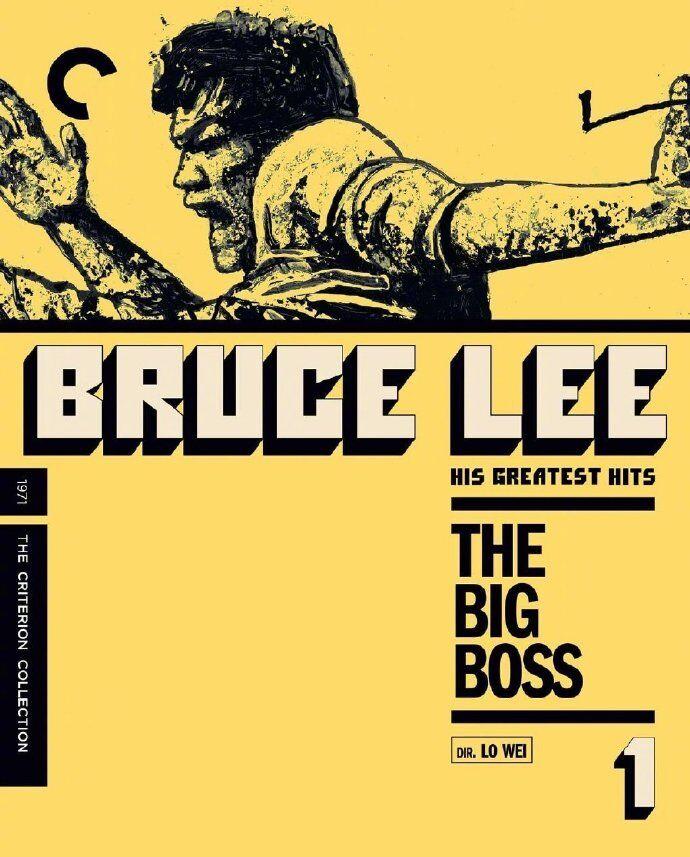 BRUCE LEE
HIS GREATEST HITS
1971
THE CRITERION COLLECTION
THE
BIG
BOSS
DIR. LO WEI
1